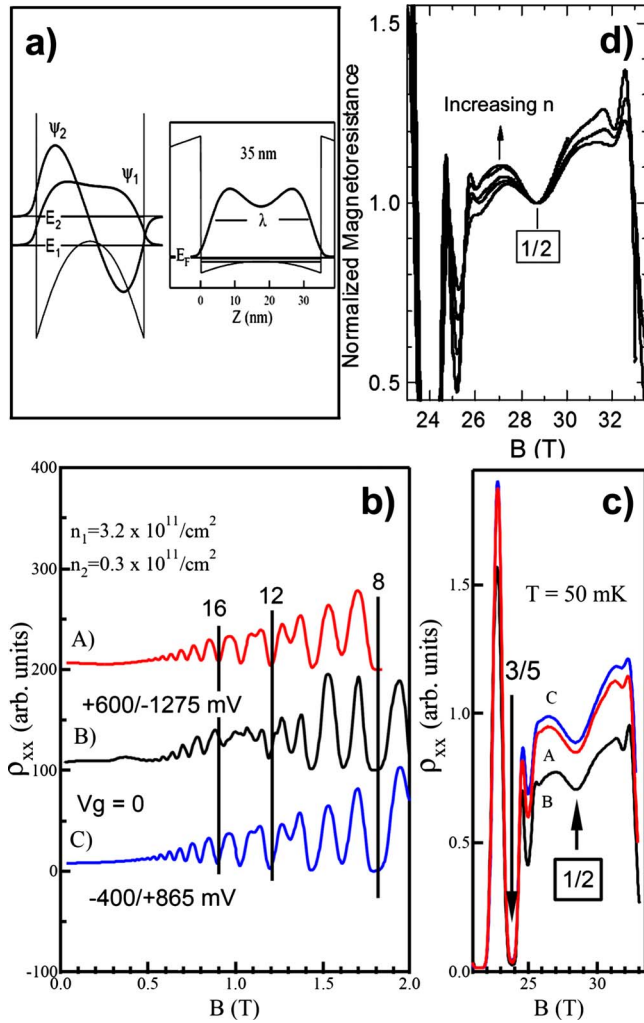 a)
ψ2
ψ1
E2
E1
35 nm
λ
EF
0 10 20 30
Z (nm)
d)
Normalized Magnetoresistance
1.5
1.0
0.5
Increasing n
1/2
24 26 28 30 32
B (T)
b)
400
300
200
100
0
-100
ρxx (arb. units)
n1=3.2 x 10^11/cm^2
n2=0.3 x 10^11/cm^2
16 12 8
A)
+600/-1275 mV
B)
Vg = 0
C)
-400/+865 mV
0.0 0.5 1.0 1.5 2.0
B (T)
c)
ρxx (arb. units)
1.5
1.0
0.5
0.0
T = 50 mK
3/5
C
A
B
1/2
25 30
B (T)